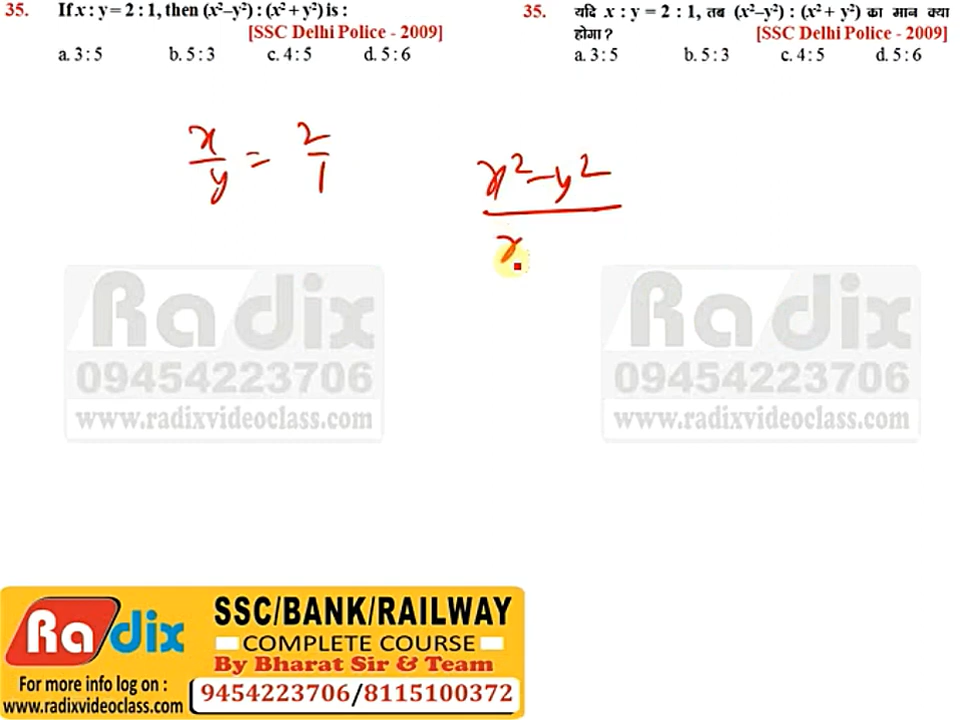 35. If x : y = 2 : 1, then (x²–y²) : (x² + y²) is :
[SSC Delhi Police - 2009]
a. 3 : 5 b. 5 : 3 c. 4 : 5 d. 5 : 6
35. यदि x : y = 2 : 1, तब (x²–y²) : (x² + y²) का मान क्या
होगा ? [SSC Delhi Police - 2009]
a. 3 : 5 b. 5 : 3 c. 4 : 5 d. 5 : 6
x/y = 2/1
x²–y²
x
Radix
09454223706
www.radixvideoclass.com
Radix
09454223706
www.radixvideoclass.com
Radix
For more info log on :
www.radixvideoclass.com
SSC/BANK/RAILWAY
COMPLETE COURSE
By Bharat Sir & Team
9454223706/8115100372